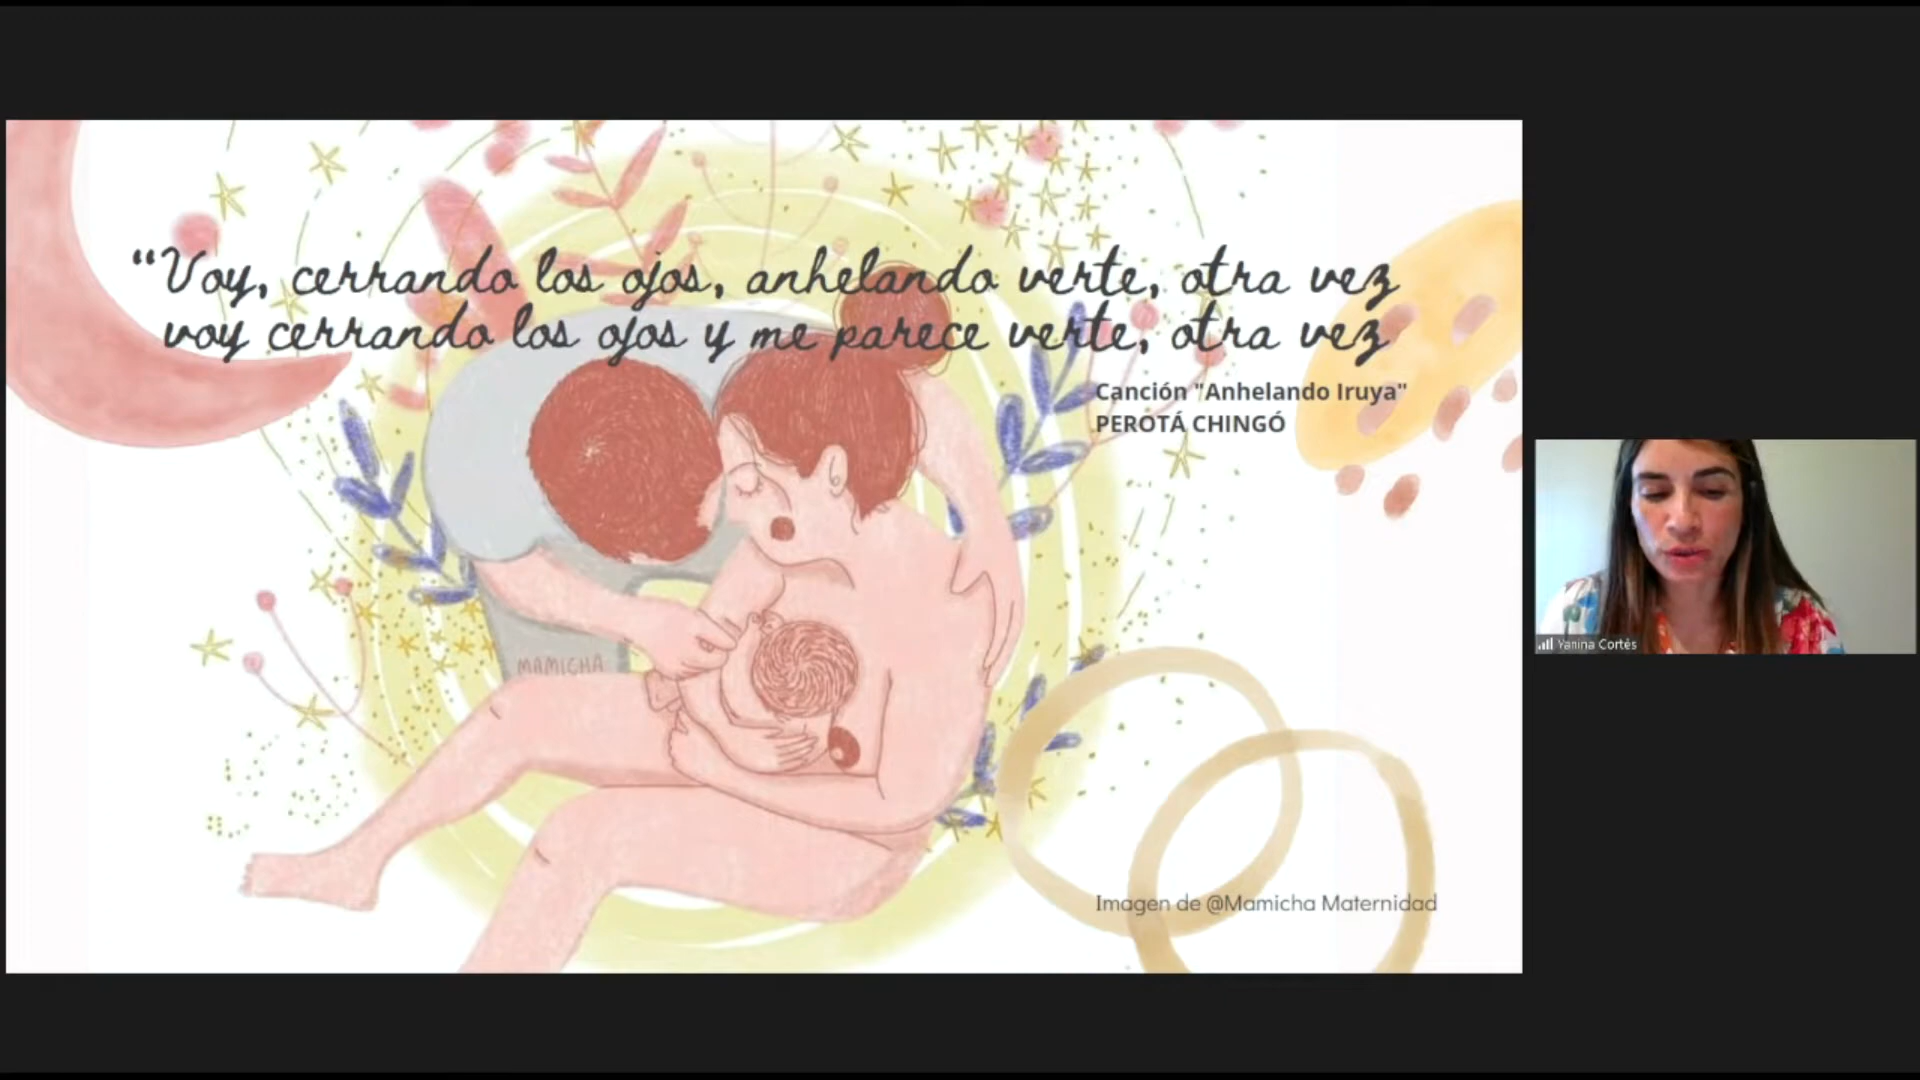 “Voy, cerrando los ojos, anhelando verte, otra vez
voy cerrando los ojos y me parece verte, otra vez
Canción "Anhelando Iruya"
PEROTÁ CHINGÓ
MAMICHA
Imagen de @Mamicha Maternidad
Yanina Cortés